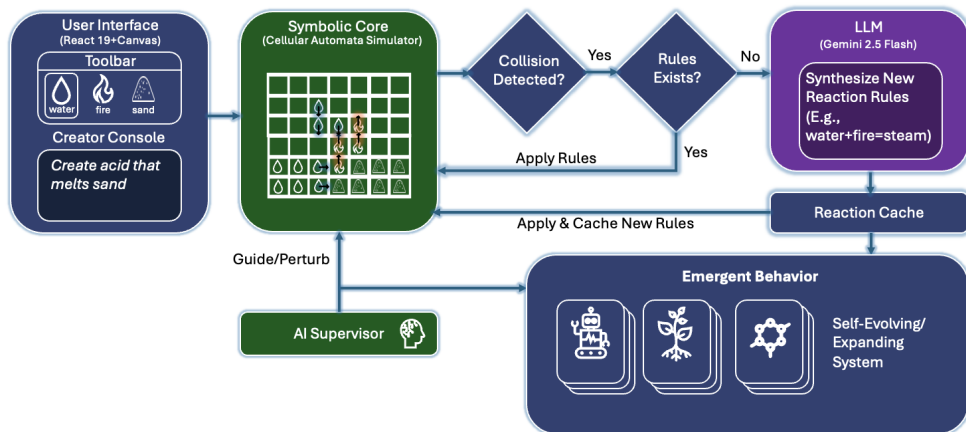 User Interface
(React 19+Canvas)
Toolbar
water
fire
sand
Creator Console
Create acid that
melts sand
Symbolic Core
(Cellular Automata Simulator)
Collision
Detected?
Yes
Rules
Exists?
No
LLM
(Gemini 2.5 Flash)
Synthesize New
Reaction Rules
(E.g.,
water+fire=steam)
Yes
Apply Rules
Reaction Cache
Apply & Cache New Rules
Guide/Perturb
AI Supervisor
Emergent Behavior
Self-Evolving/
Expanding
System